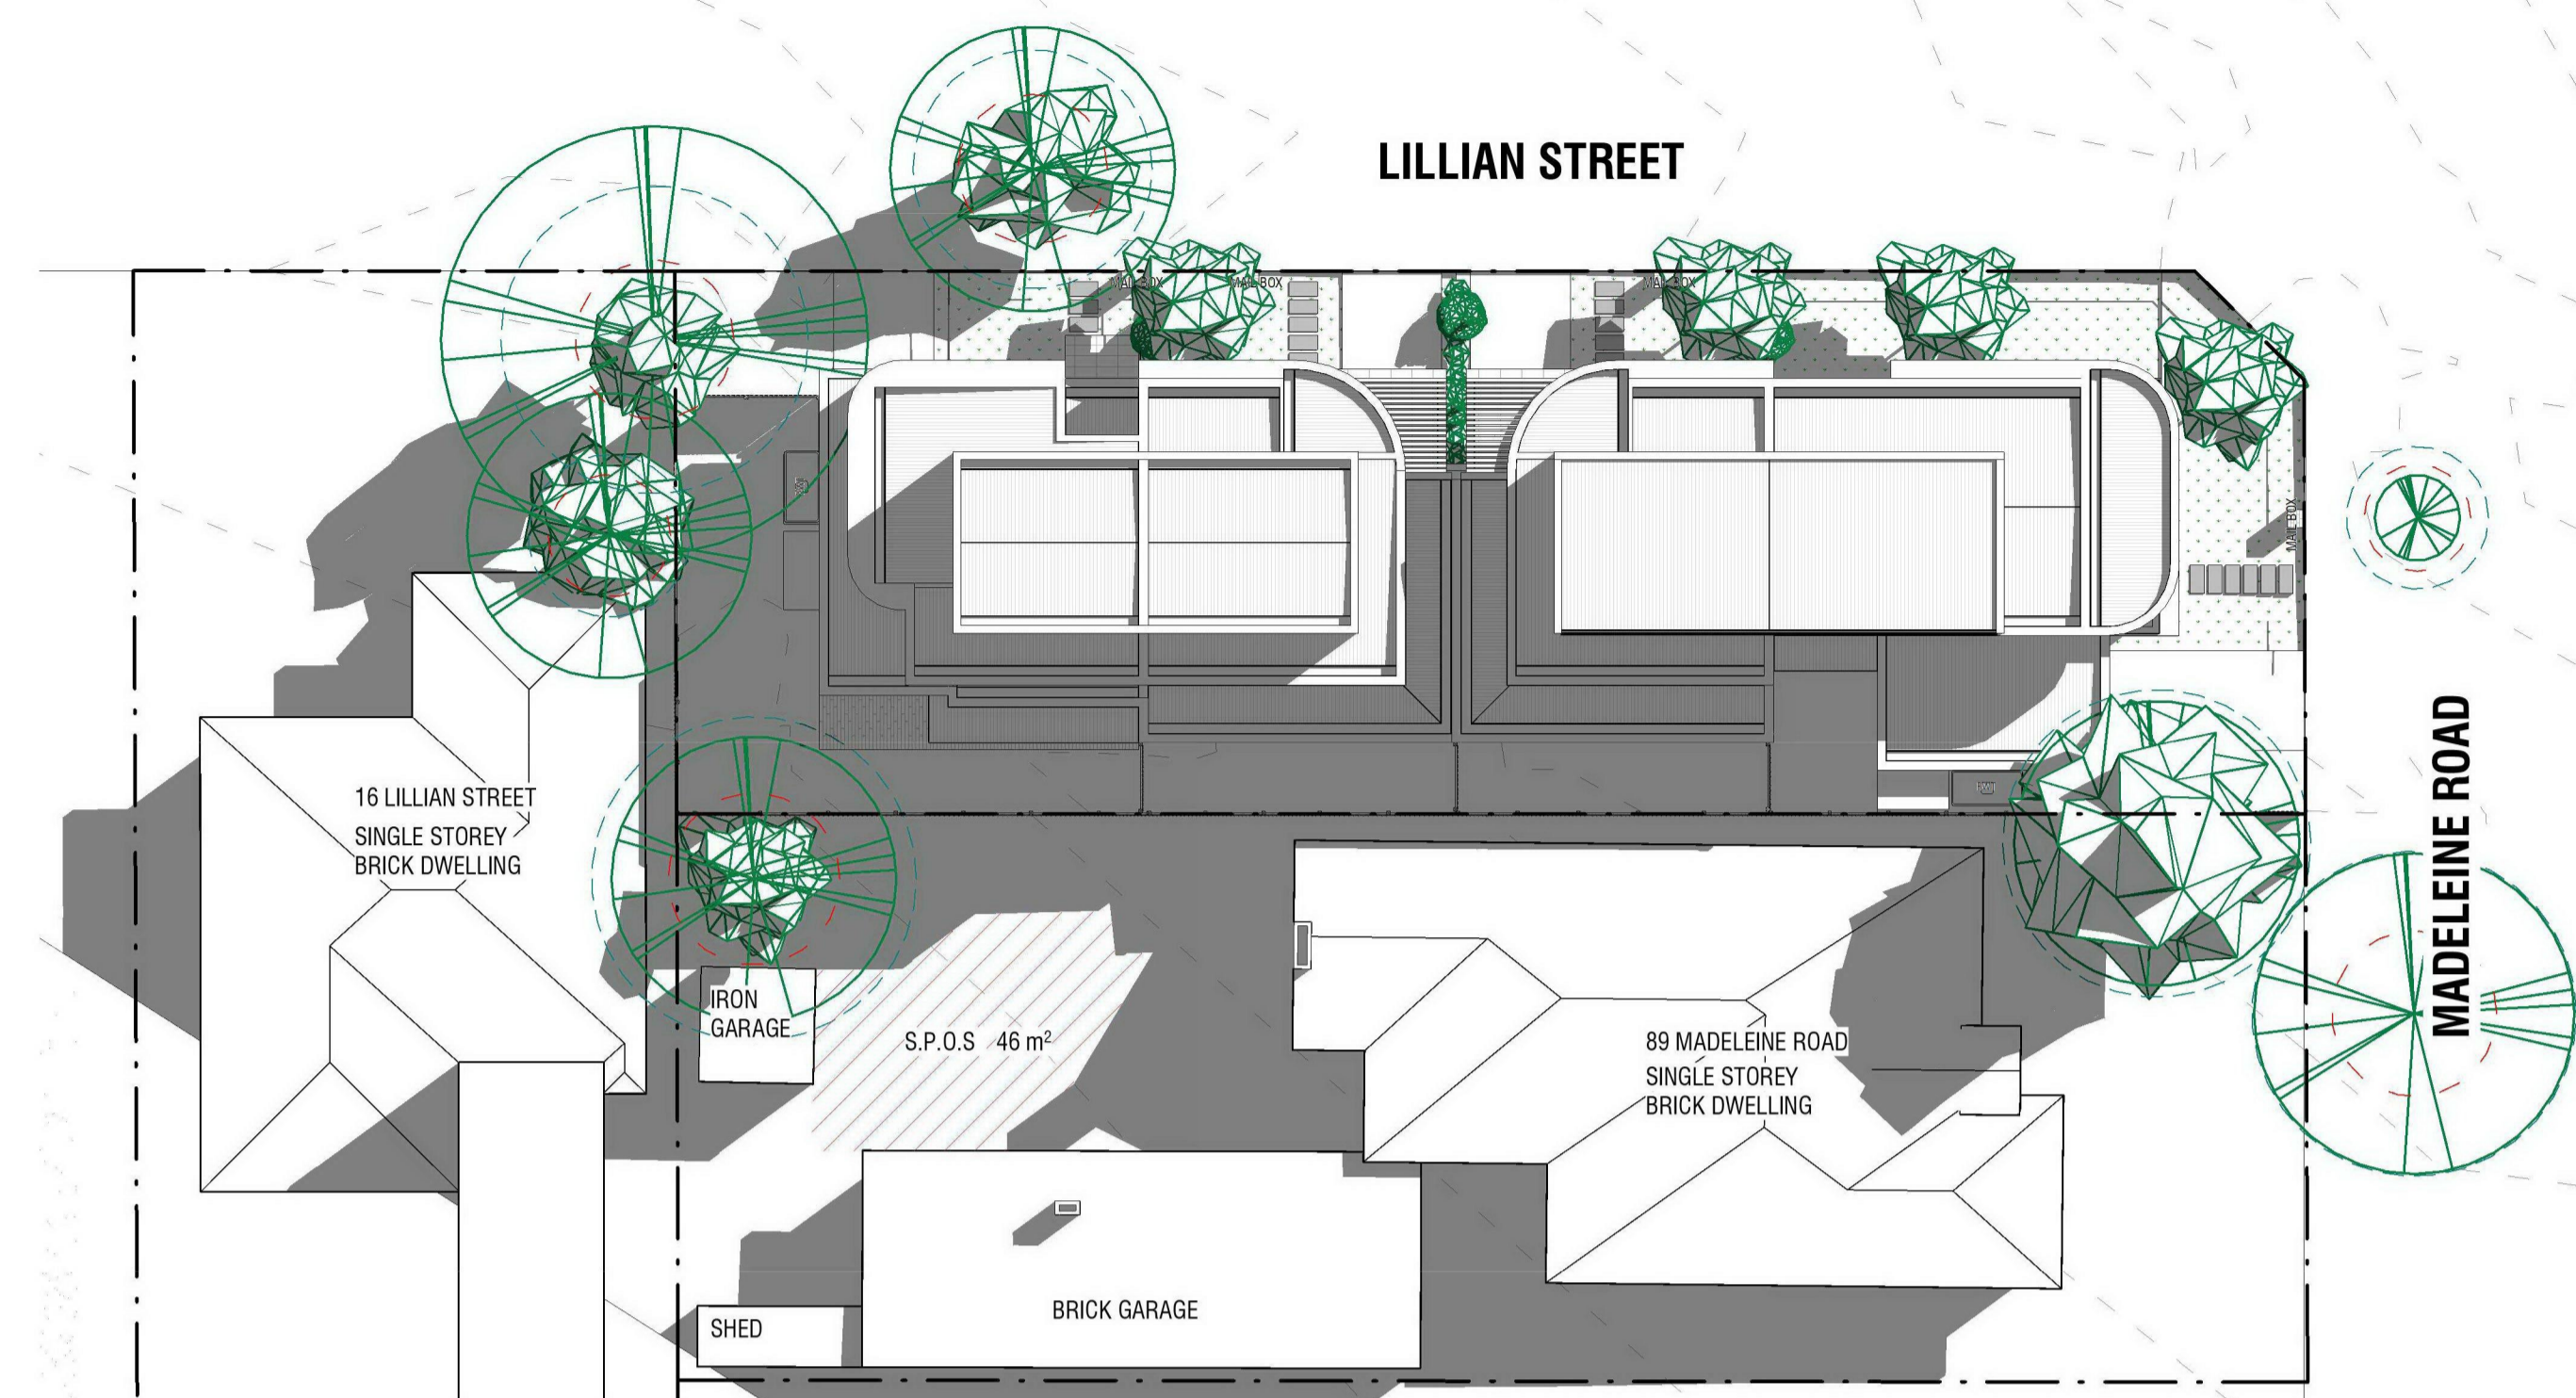 LILLIAN STREET
MAIL BOX
MAIL BOX
MAIL BOX
MAIL BOX
MADELEINE ROAD
16 LILLIAN STREET
SINGLE STOREY
BRICK DWELLING
IRON
GARAGE
S.P.O.S 46 m²
89 MADELEINE ROAD
SINGLE STOREY
BRICK DWELLING
BRICK GARAGE
SHED